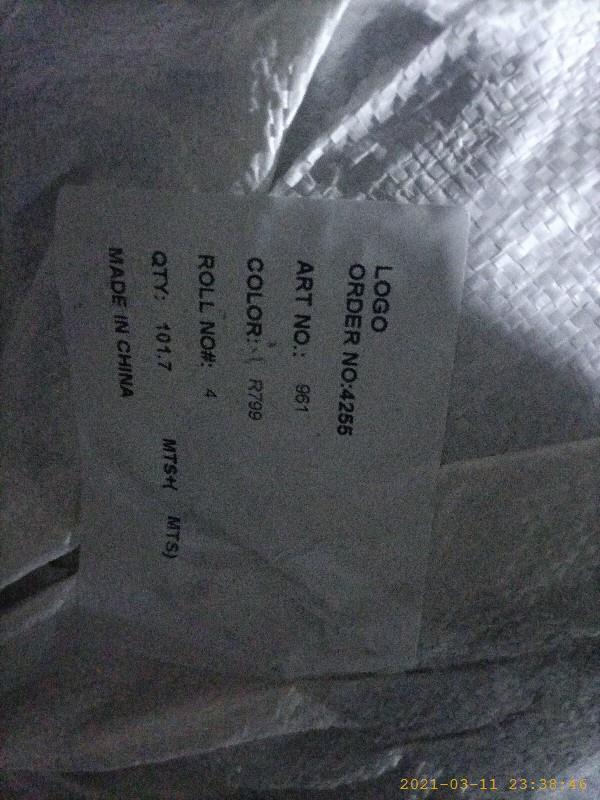 LOGO
ORDER NO:4255
ART NO.: 961
COLOR: R799
ROLL NO#: 4
QTY: 101.7 MTS+( MTS)
MADE IN CHINA
2021-03-11 23:38:46